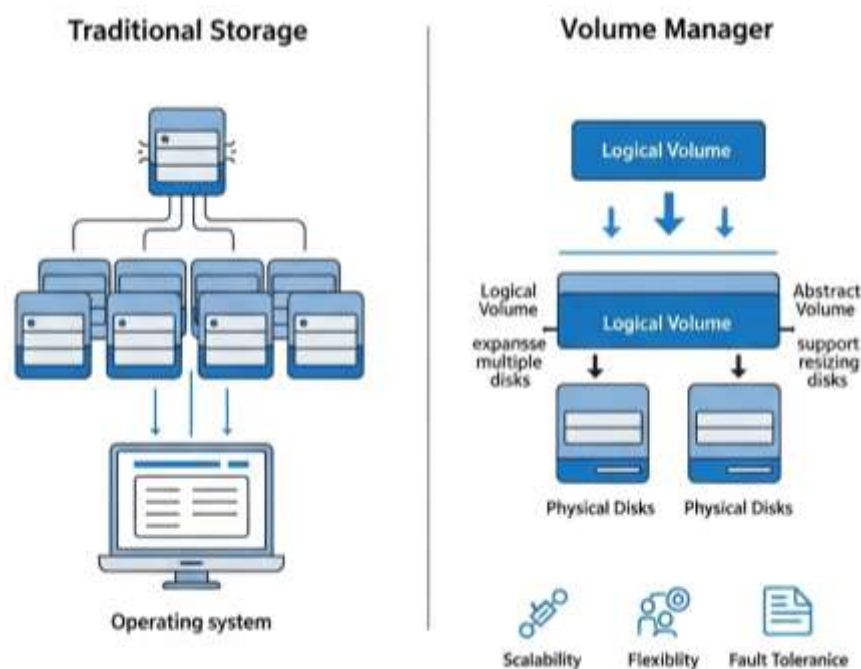 Traditional Storage
Operating system
Volume Manager
Logical Volume
Logical
Volume
expansse
multiple
disks
Logical Volume
Abstract
Volume
support
resizing
disks
Physical Disks
Physical Disks
Scalability
Flexiblity
Fault Toleranice